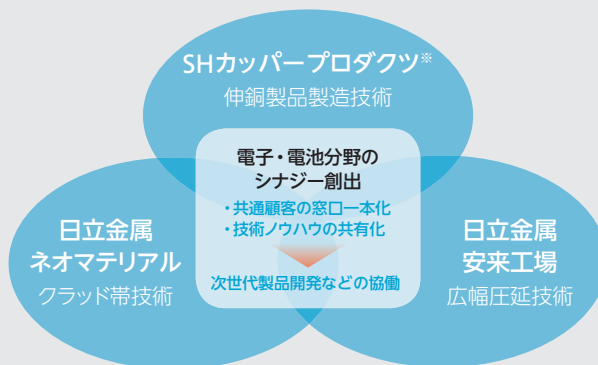 SHカッパープロダクツ※
伸銅製品製造技術
電子・電池分野の
シナジー創出
・共通顧客の窓口一本化
・技術ノウハウの共有化
次世代製品開発などの協働
日立金属
ネオマテリアル
クラッド帯技術
日立金属
安来工場
広幅圧延技術